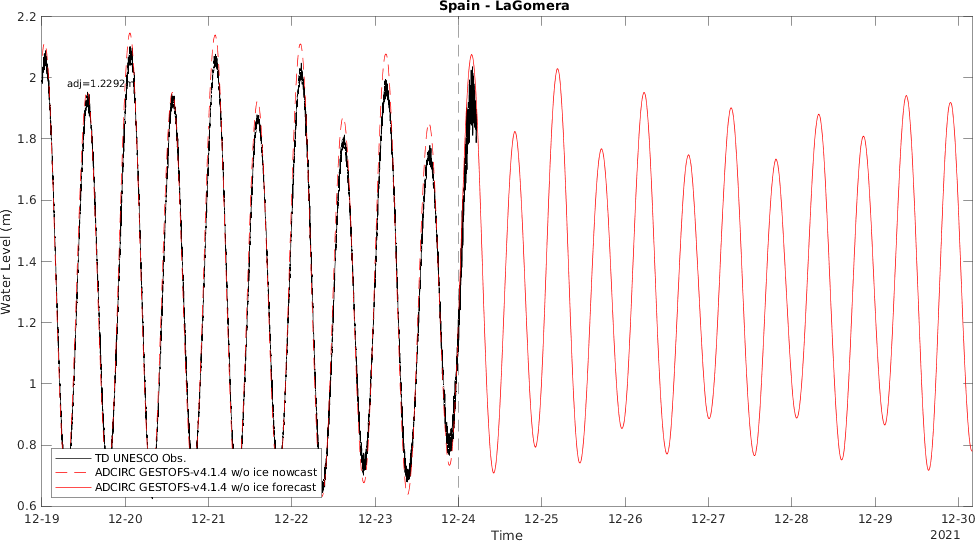 Spain - LaGomera
2.2
2
1.8
1.6
1.4
1.2
1
0.8
0.6
Water Level (m)
adj=1.2292m
TD UNESCO Obs.
ADCIRC GESTOFS-v4.1.4 w/o ice nowcast
ADCIRC GESTOFS-v4.1.4 w/o ice forecast
12-19 12-20 12-21 12-22 12-23 12-24 12-25 12-26 12-27 12-28 12-29 12-30
Time
2021